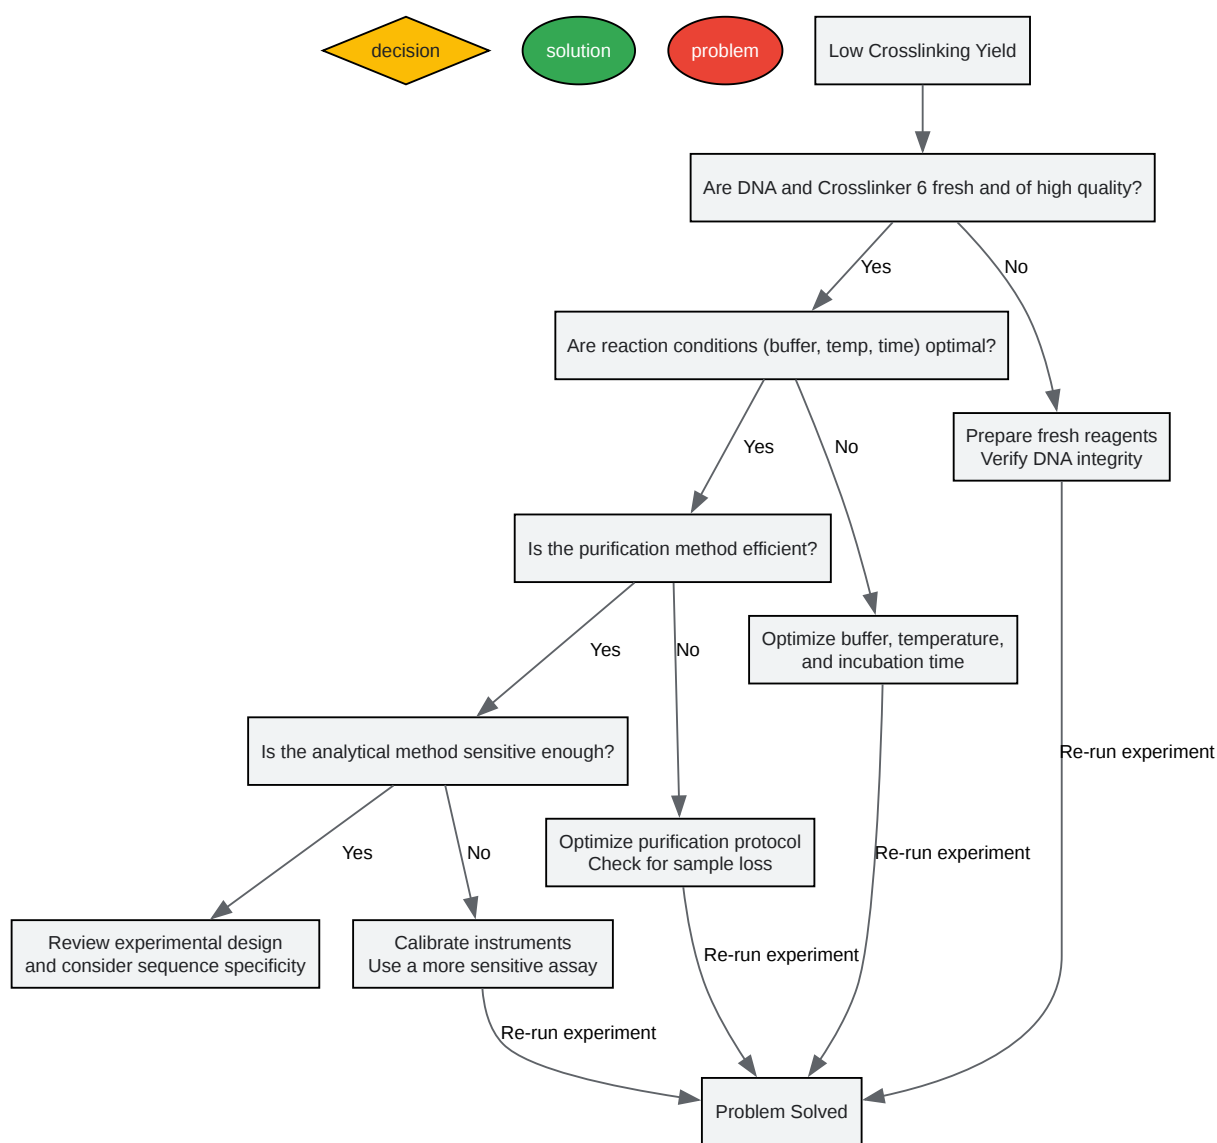 decision
solution
problem
Low Crosslinking Yield
Are DNA and Crosslinker 6 fresh and of high quality?
Yes
No
Are reaction conditions (buffer, temp, time) optimal?
Prepare fresh reagents
Verify DNA integrity
Yes
No
Is the purification method efficient?
Optimize buffer, temperature,
and incubation time
Yes
No
Is the analytical method sensitive enough?
Re-run experiment
Optimize purification protocol
Check for sample loss
Yes
No
Re-run experiment
Review experimental design
and consider sequence specificity
Calibrate instruments
Use a more sensitive assay
Re-run experiment
Re-run experiment
Problem Solved